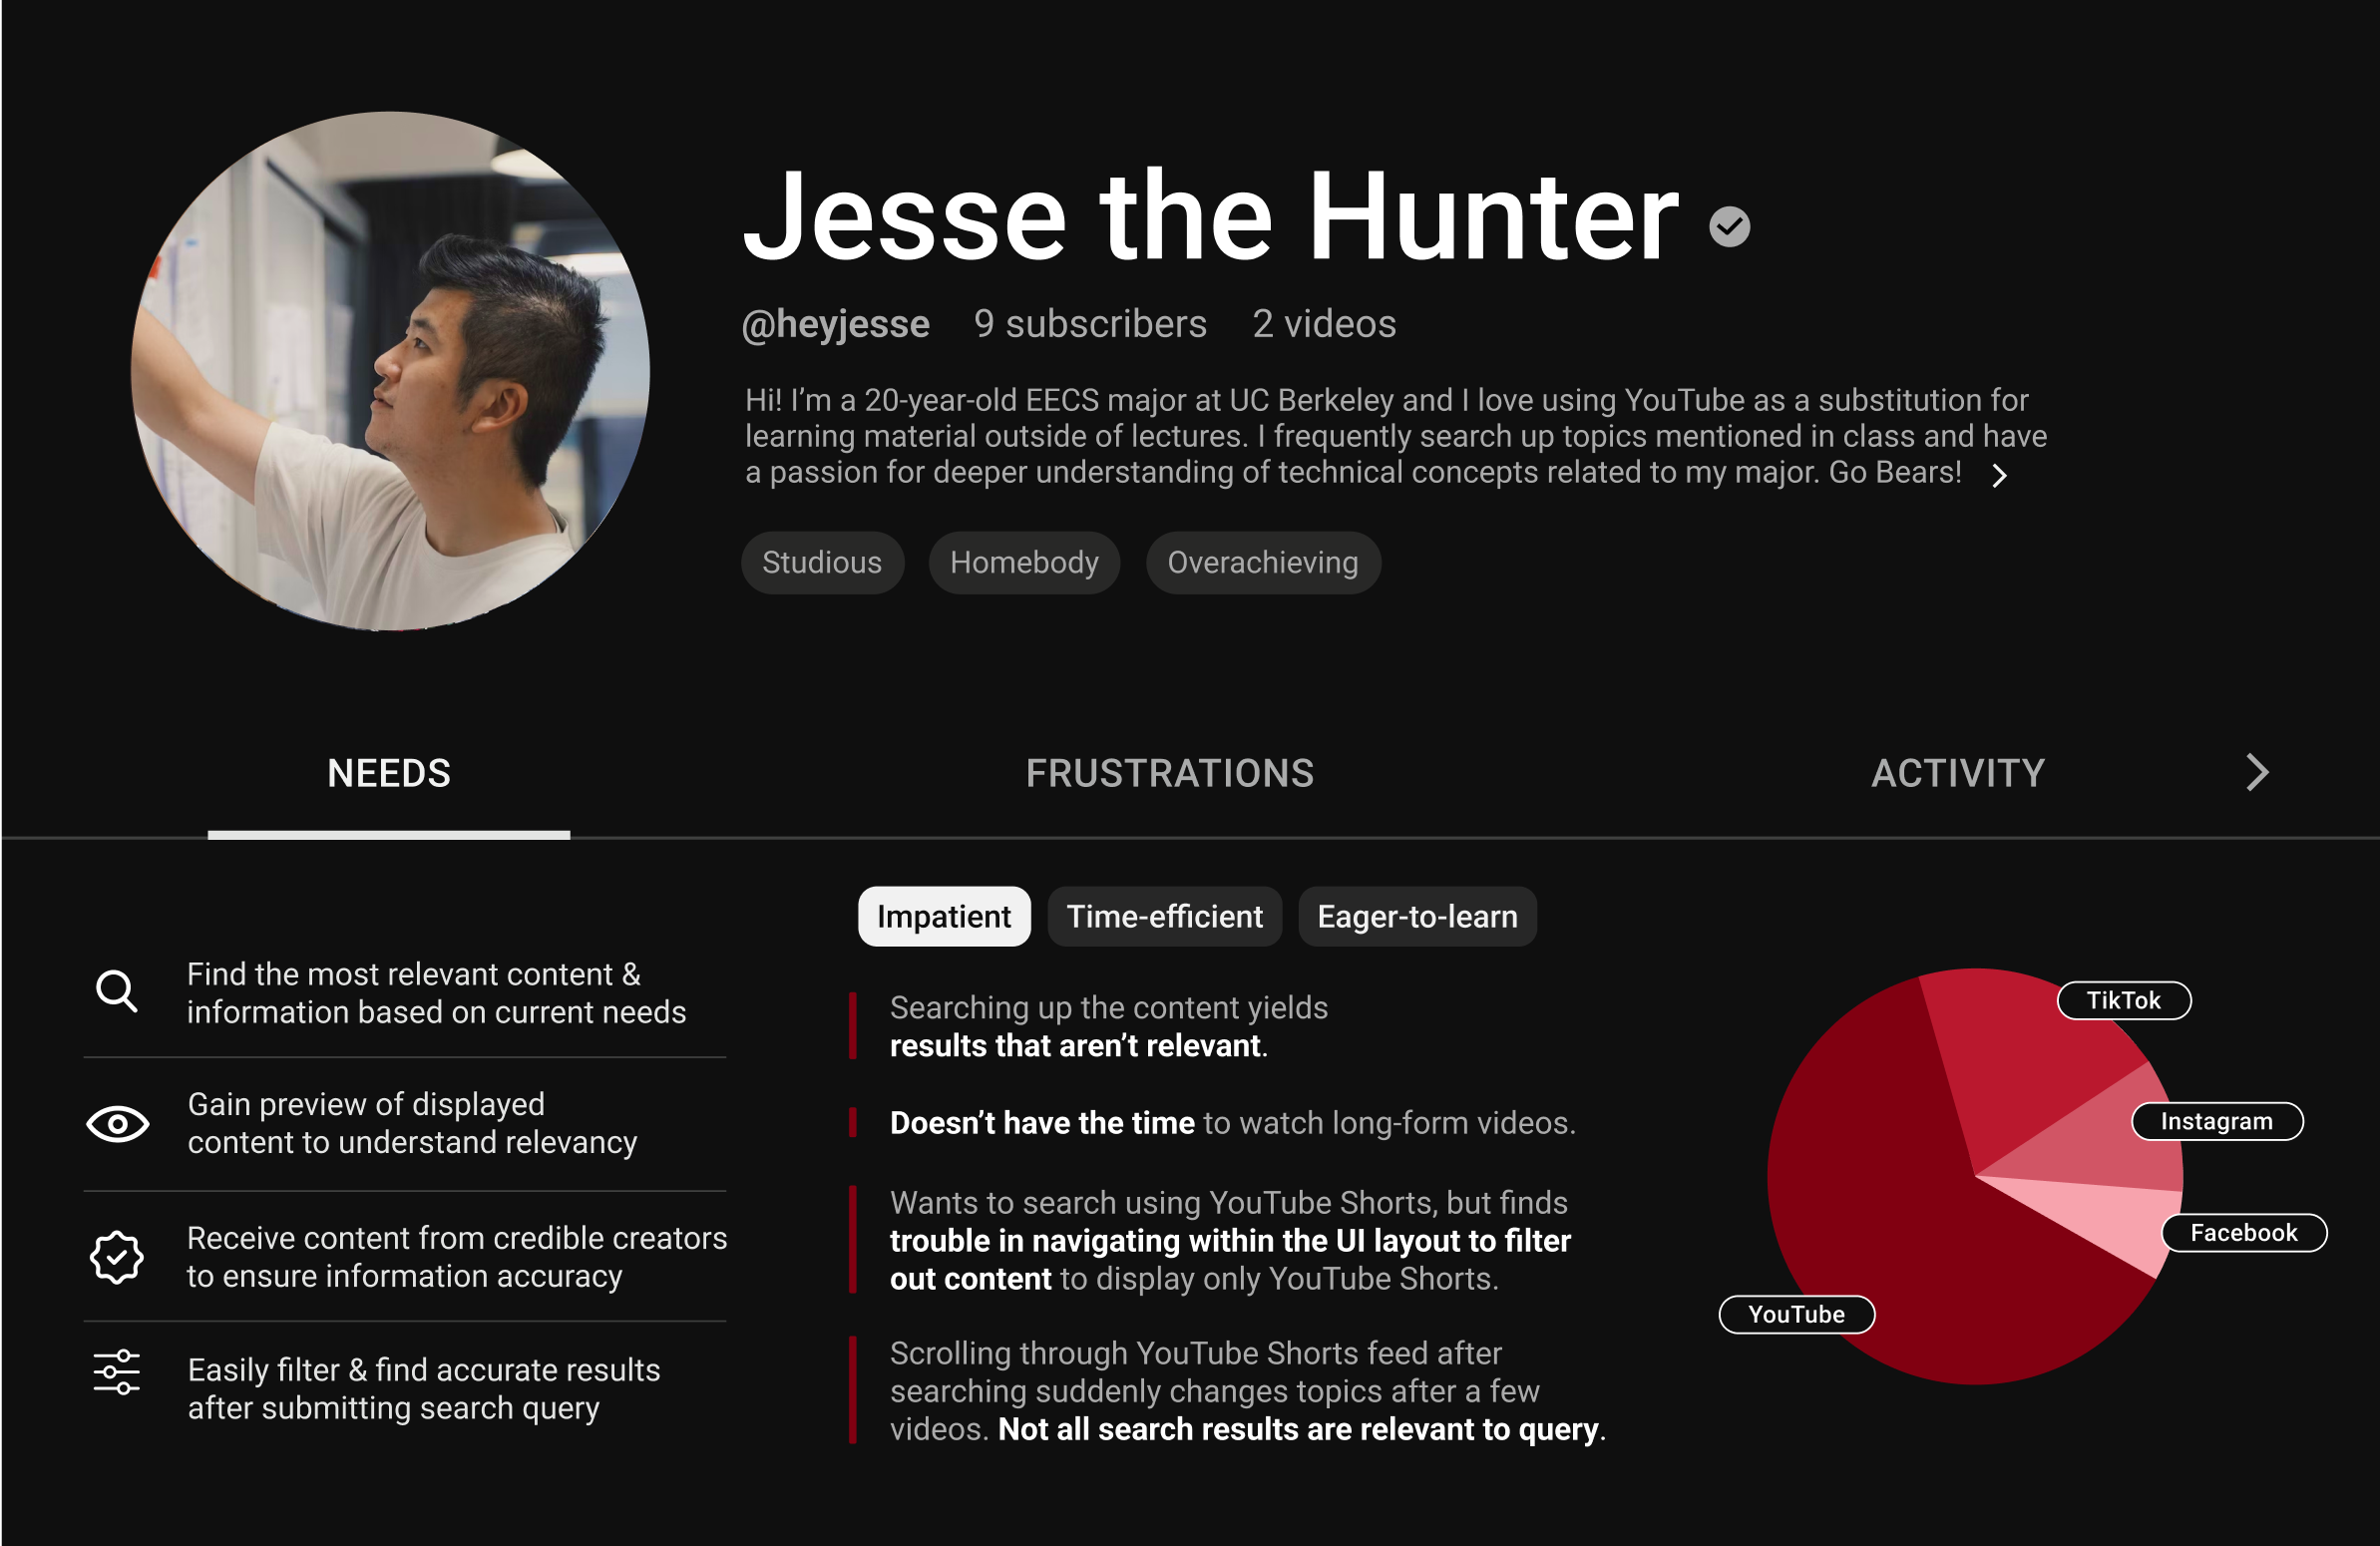 Jesse the Hunter
@heyjesse 9 subscribers 2 videos
Hi! I’m a 20-year-old EECS major at UC Berkeley and I love using YouTube as a substitution for
learning material outside of lectures. I frequently search up topics mentioned in class and have
a passion for deeper understanding of technical concepts related to my major. Go Bears!
Studious Homebody Overachieving
NEEDS FRUSTRATIONS ACTIVITY
Find the most relevant content &
information based on current needs
Gain preview of displayed
content to understand relevancy
Receive content from credible creators
to ensure information accuracy
Easily filter & find accurate results
after submitting search query
Impatient Time-efficient Eager-to-learn
Searching up the content yields
results that aren’t relevant.
Doesn’t have the time to watch long-form videos.
Wants to search using YouTube Shorts, but finds
trouble in navigating within the UI layout to filter
out content to display only YouTube Shorts.
Scrolling through YouTube Shorts feed after
searching suddenly changes topics after a few
videos. Not all search results are relevant to query.
TikTok
Instagram
Facebook
YouTube